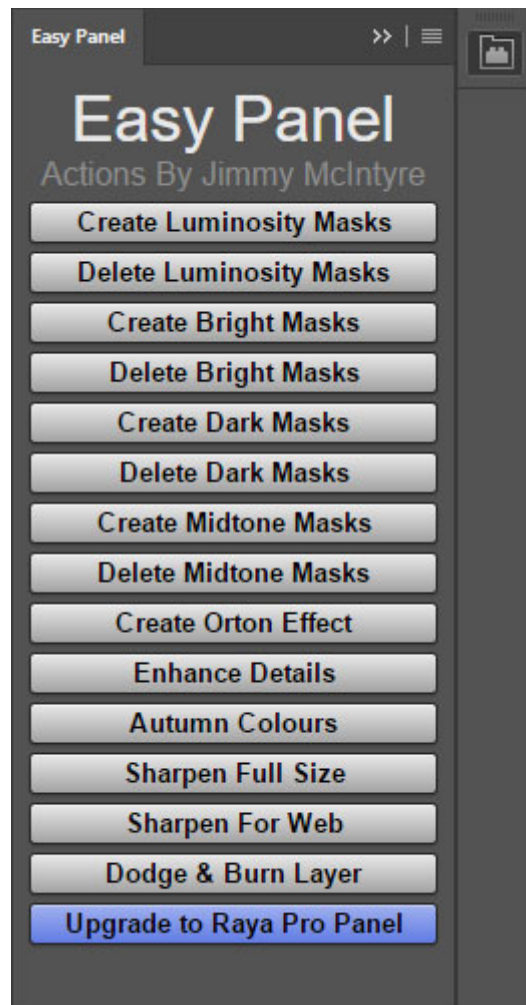 Easy Panel
Easy Panel
Actions By Jimmy McIntyre
Create Luminosity Masks
Delete Luminosity Masks
Create Bright Masks
Delete Bright Masks
Create Dark Masks
Delete Dark Masks
Create Midtone Masks
Delete Midtone Masks
Create Orton Effect
Enhance Details
Autumn Colours
Sharpen Full Size
Sharpen For Web
Dodge & Burn Layer
Upgrade to Raya Pro Panel